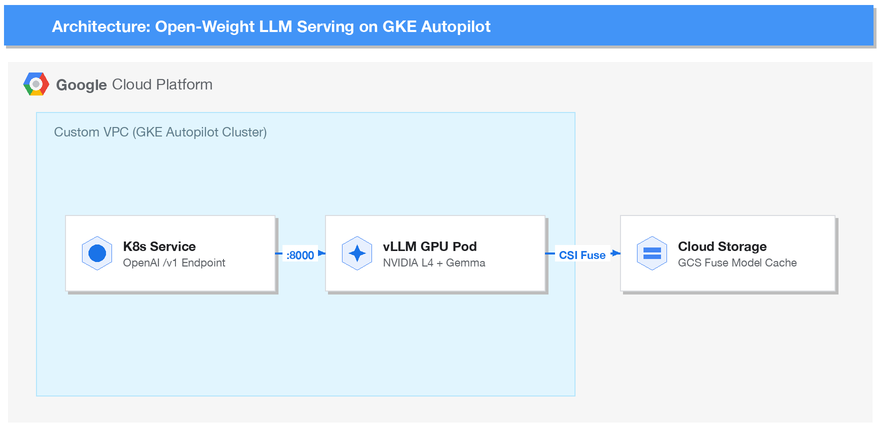 Architecture: Open-Weight LLM Serving on GKE Autopilot
Google Cloud Platform
Custom VPC (GKE Autopilot Cluster)
K8s Service
OpenAI /v1 Endpoint
:8000
vLLM GPU Pod
NVIDIA L4 + Gemma
CSI Fuse
Cloud Storage
GCS Fuse Model Cache